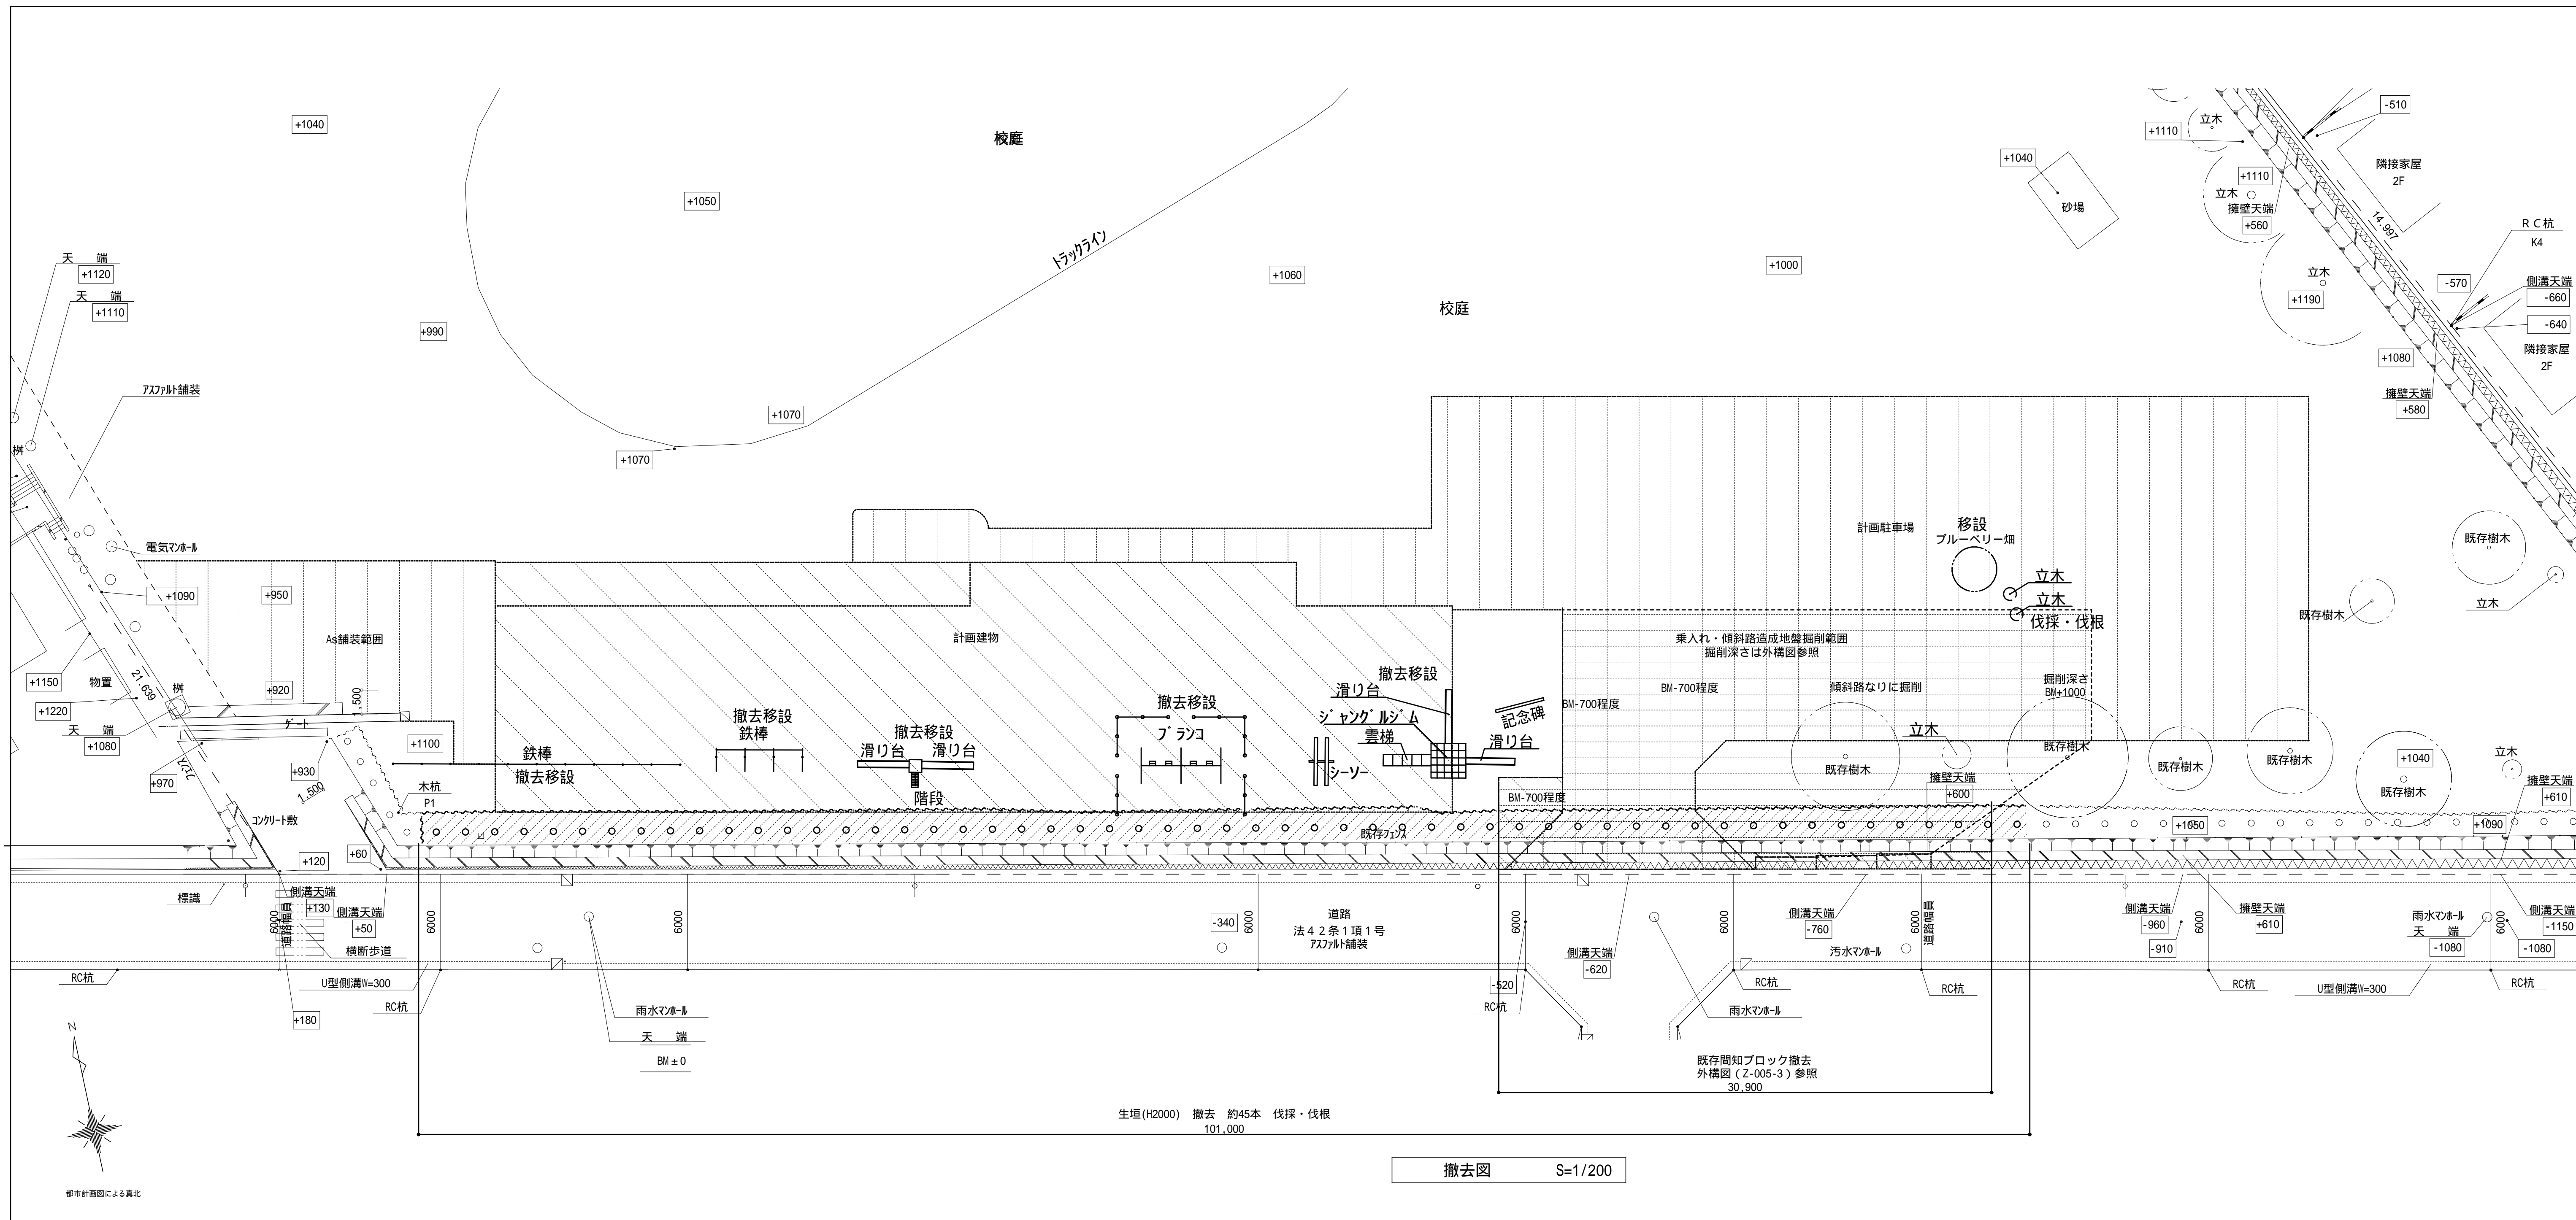 +1040
校庭
+1050
トラックライン
+1060
+1000
校庭
+990
+1070
+1070
立木
+1110
-510
+1040
砂場
隣接家屋
2F
+1110
立木
擁壁天端
+560
14.997
RC杭
K4
立木
+1190
-570
側溝天端
-660
-640
隣接家屋
2F
+1080
擁壁天端
+580
天 端
+1120
天 端
+1110
アスファルト舗装
桝
電気マンホール
+1090
+950
As舗装範囲
+1150
物置
21.639
+1220
桝
天 端
+1080
+920
1.500
ゲート
+970
フェンス
+930
+1100
1.500
木杭
P1
コンクリート敷
計画建物
鉄棒
撤去移設
撤去移設
鉄棒
撤去移設
滑り台
滑り台
階段
撤去移設
ブランコ
撤去移設
滑り台
ジャングルジム
雲梯
滑り台
シーソー
記念碑
計画駐車場
移設
ブルーベリー畑
立木
立木
伐採・伐根
乗入れ・傾斜路造成地盤掘削範囲
掘削深さは外構図参照
BM-700程度
BM-700程度
傾斜路なりに掘削
掘削深さ
BM+1000
BM-700程度
立木
既存樹木
既存樹木
既存樹木
既存樹木
擁壁天端
+600
既存樹木
立木
既存樹木
+1040
既存樹木
立木
擁壁天端
+610
既存フェンス
+1050
+1090
+120
+60
標識
側溝天端
+130
側溝天端
+50
6000
道路幅員
横断歩道
6000
6000
-340
6000
道路
法42条1項1号
アスファルト舗装
6000
側溝天端
-620
6000
側溝天端
-760
汚水マンホール
6000
道路幅員
側溝天端
-960
-910
6000
擁壁天端
+610
雨水マンホール
天 端
-1080
6000
側溝天端
-1150
-1080
RC杭
U型側溝W=300
RC杭
+180
雨水マンホール
天 端
BM±0
-520
RC杭
雨水マンホール
RC杭
RC杭
RC杭
U型側溝W=300
RC杭
既存間知ブロック撤去
外構図(Z-005-3)参照
30,900
生垣(H2000) 撤去 約45本 伐採・伐根
101,000
N
都市計画図による真北
撤去図 S=1/200